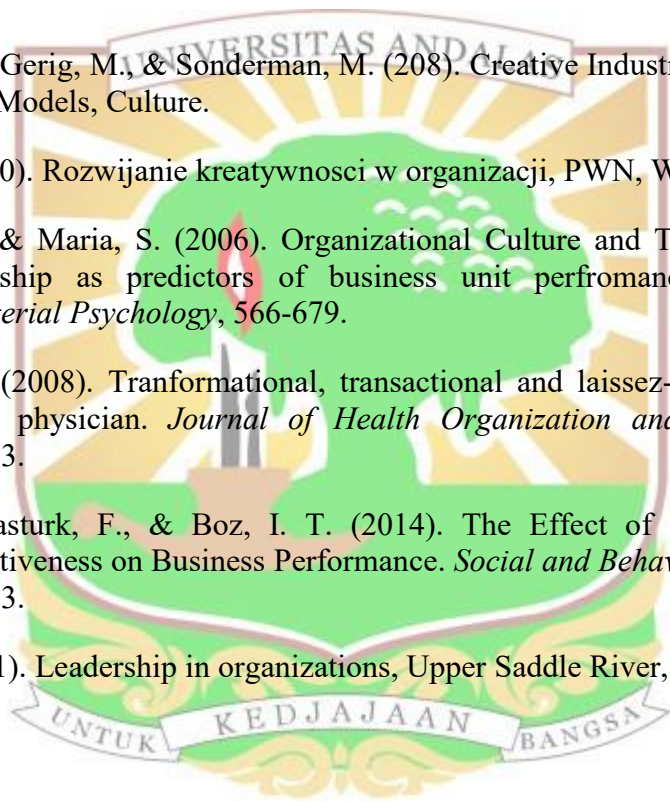 UNIVERSITAS ANDALAS
Gerig, M., & Sonderman, M. (208). Creative Industr
Models, Culture.
0). Rozwijanie kreatywnosci w organizacji, PWN, W
& Maria, S. (2006). Organizational Culture and T
ship as predictors of business unit perfromanc
erial Psychology, 566-679.
(2008). Tranformational, transactional and laissez-
physician. Journal of Health Organization and
3.
asturk, F., & Boz, I. T. (2014). The Effect of
tiveness on Business Performance. Social and Behav
3.
1). Leadership in organizations, Upper Saddle River,
UNTUK KEDJAJAAN BANGSA